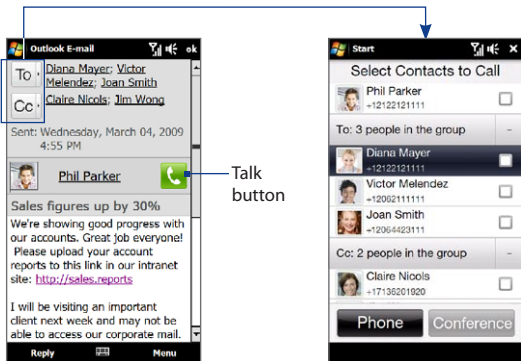 Outlook E-mail
ok
To
Diana Mayer; Victor
Melendez; Joan Smith
Cc
Claire Nicols; Jim Wong
Sent: Wednesday, March 04, 2009
4:55 PM
Phil Parker
Sales figures up by 30%
We're showing good progress with
our accounts. Great job everyone!
Please upload your account
reports to this link in our intranet
site: http://sales.reports
I will be visiting an important
client next week and may not be
able to access our corporate mail.
Reply
Menu
Talk
button
Start
Select Contacts to Call
Phil Parker
+12122121111
To: 3 people in the group
Diana Mayer
+12122121111
Victor Melendez
+12062111111
Joan Smith
+12064423111
Cc: 2 people in the group
Claire Nicols
+17136201920
Phone
Conference